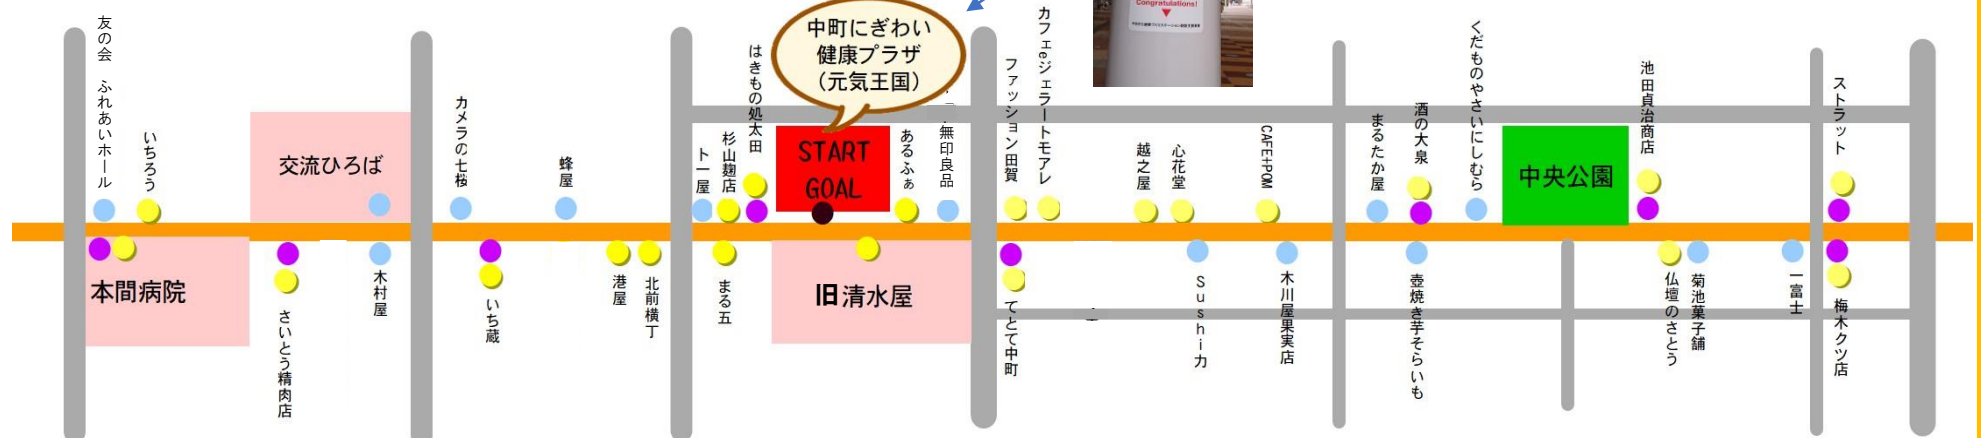 友の会　ふれあいホール
いちろう
交流ひろば
カメラの七桜
蜂屋
ト一屋
杉山麹店
はきもの処太田
中町にぎわい
健康プラザ
（元気王国）
START
GOAL
あるふぁ
無印良品
ファッション田賀
カフェeジェラートモアレ
Congratulations!
越之屋
心花堂
CAFE+POM
まるたか屋
酒の大泉
くだものやさいにしむら
中央公園
池田貞治商店
ストラット
本間病院
さいとう精肉店
木村屋
いち蔵
港屋
北前横丁
まる五
旧清水屋
てとて中町
Sushi力
木川屋果実店
壺焼き芋そらいも
仏壇のさとう
菊池菓子舗
一富士
梅木クツ店